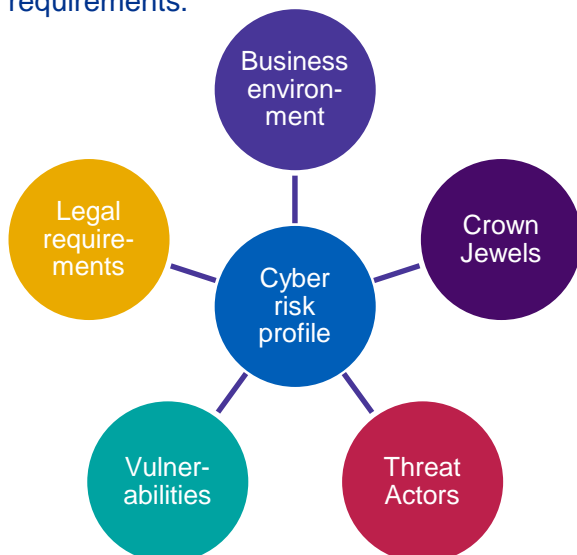 requirements.
Business
environ-
ment
Legal
require-
ments
Crown
Jewels
Cyber
risk
profile
Vulner-
abilities
Threat
Actors